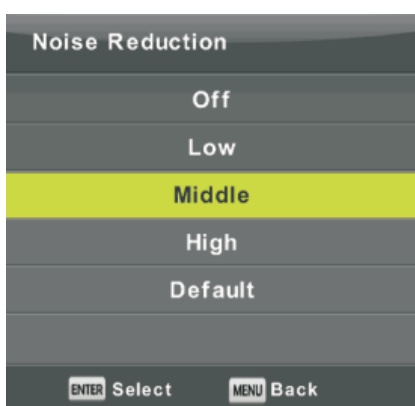 Noise Reduction
Off
Low
Middle
High
Default
ENTER Select MENU Back